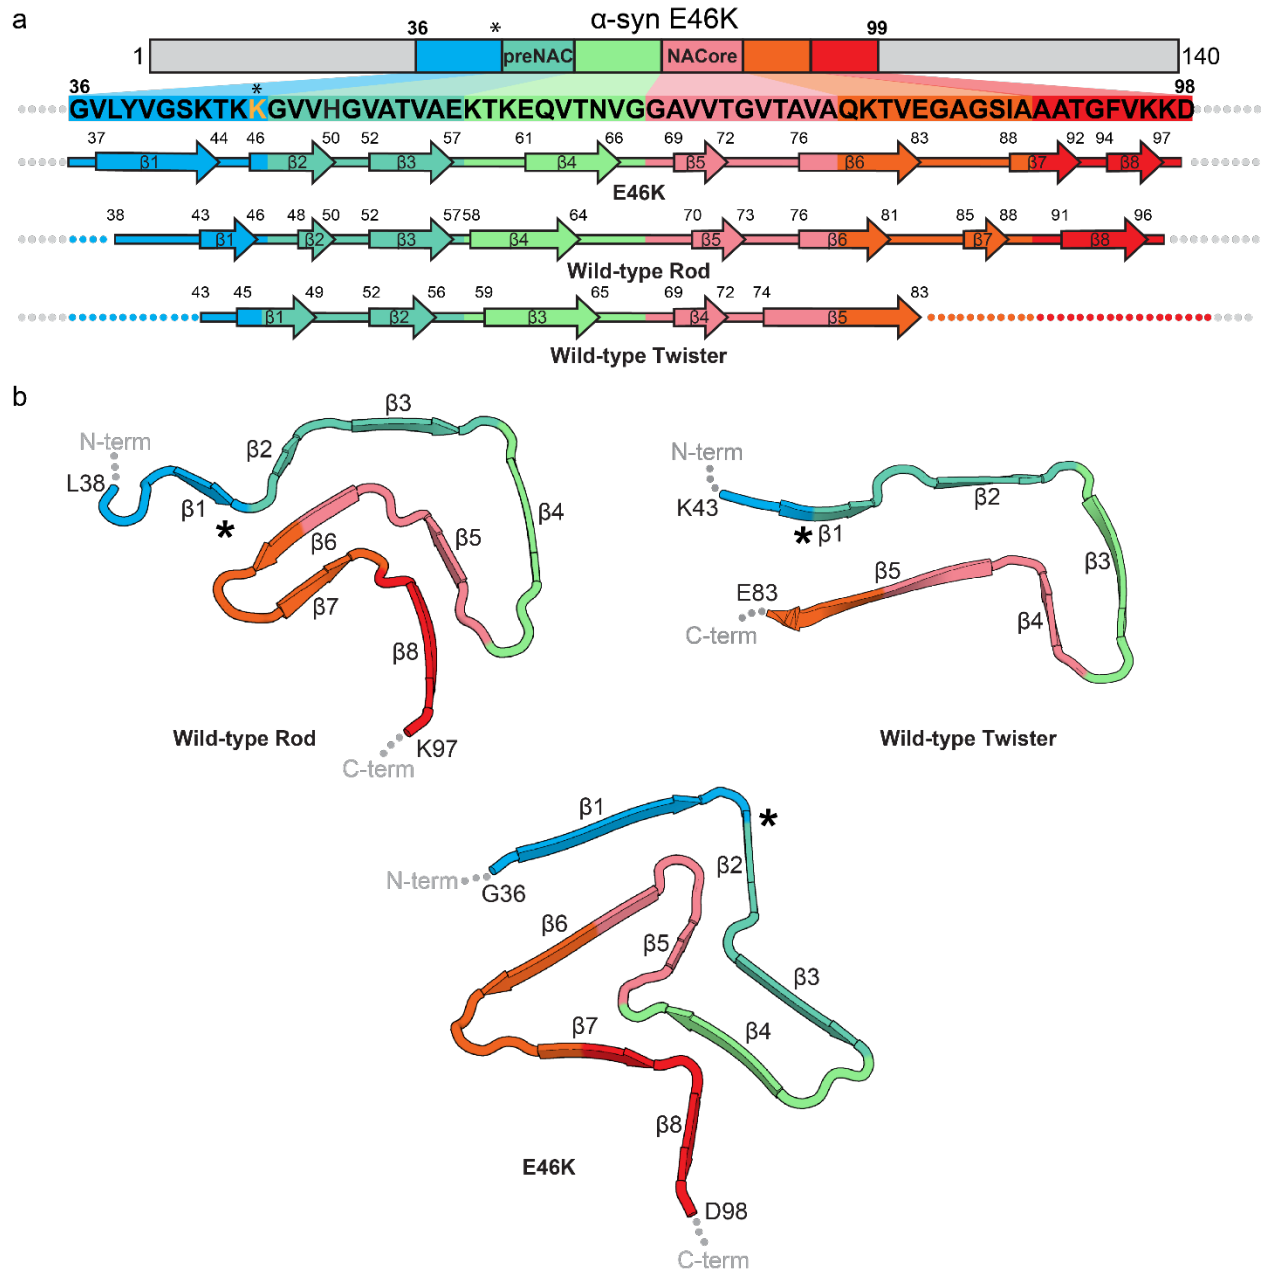 a
α-syn E46K
36 * 99
1 preNAC NACore 140
36 * 98
GVLYVGSKTKKGVVHGVATVAEKTKEQVTNVGGAVVTGVTAVAQKTVEGAGSIAAATGFVKKD
37 44 46 50 52 57 61 66 69 72 76 83 88 92 94 97
β1 β2 β3 β4 β5 β6 β7 β8
E46K
38 43 46 48 50 52 57 58 64 70 73 76 81 85 88 91 96
β1 β2 β3 β4 β5 β6 β7 β8
Wild-type Rod
43 45 49 52 56 59 65 69 72 74 83
β1 β2 β3 β4 β5
Wild-type Twister
b
N-term
L38
β1
*
β2
β3
β4
β5
β6
β7
β8
K97
C-term
Wild-type Rod
N-term
K43
*
β1
β2
β3
β4
β5
E83
C-term
Wild-type Twister
β1
*
N-term
G36
β2
β6
β5
β3
β7
β4
β8
E46K
D98
C-term